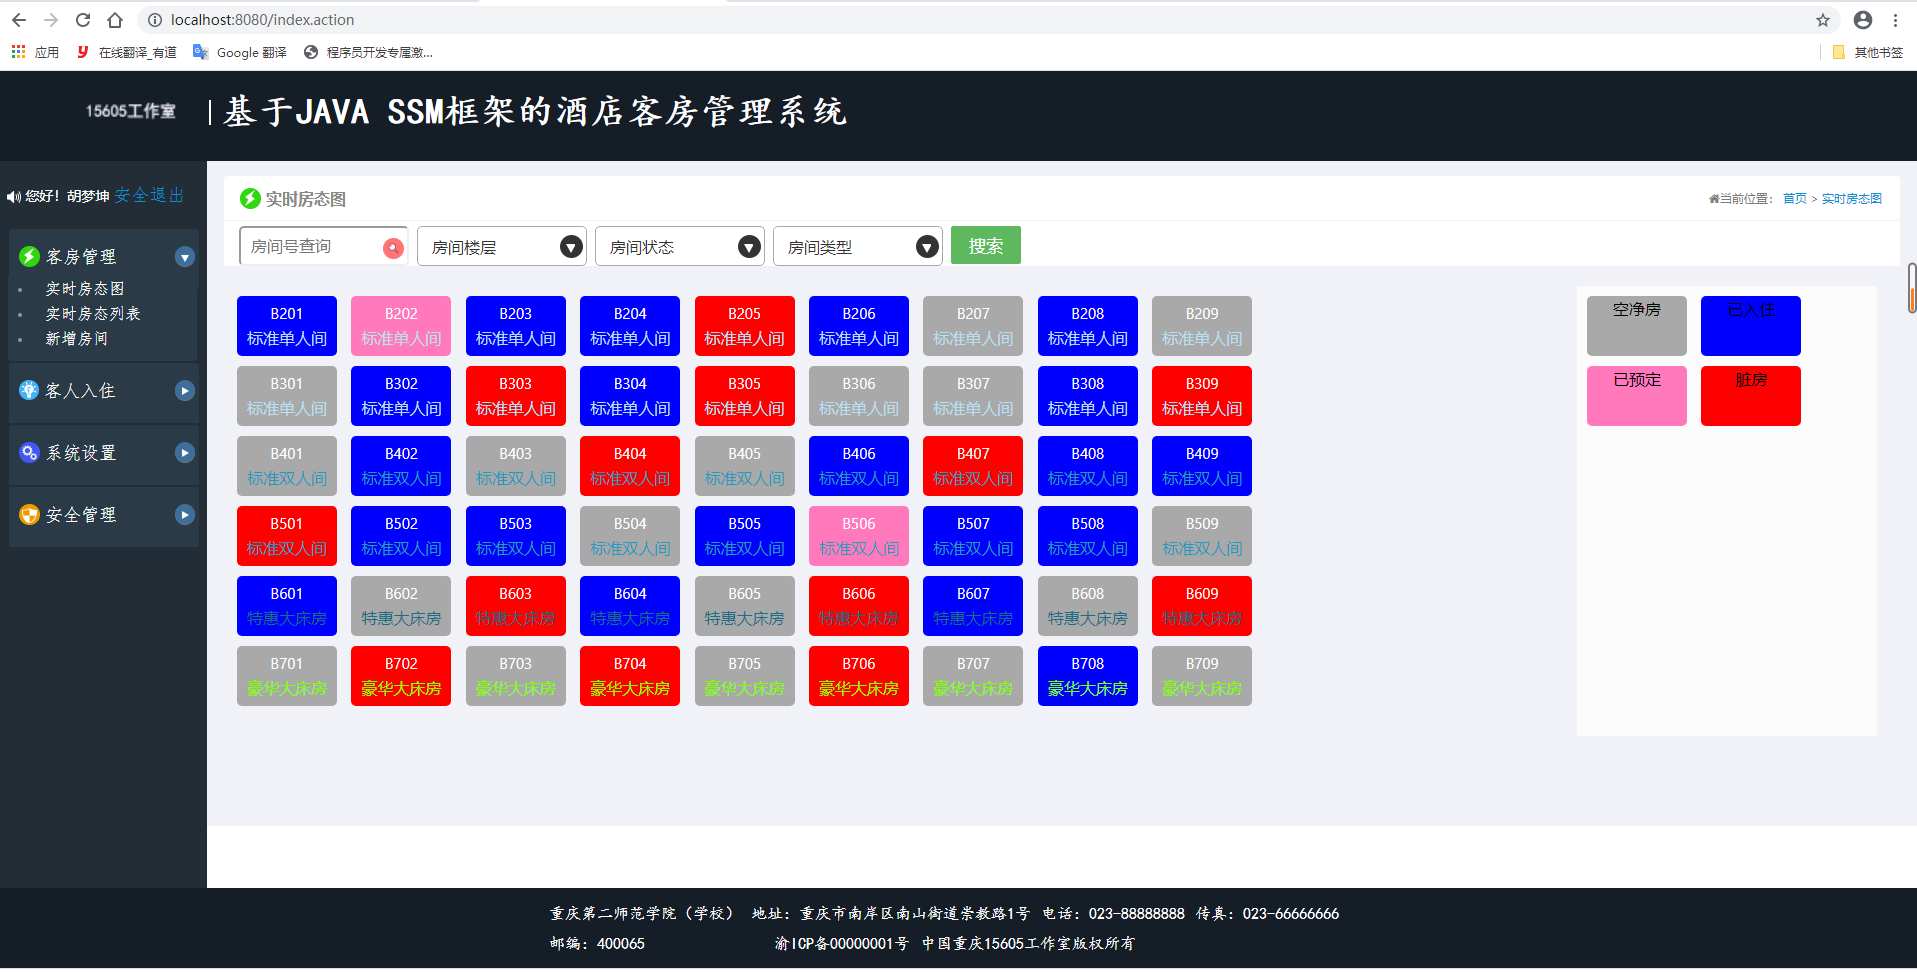 localhost:8080/index.action
应用 在线翻译_有道 Google 翻译 程序员开发专属激... 其他书签
15605工作室 | 基于JAVA SSM框架的酒店客房管理系统
您好！胡梦坤 安全退出
客房管理
实时房态图
实时房态列表
新增房间
客人入住
系统设置
安全管理
实时房态图 当前位置： 首页 > 实时房态图
房间号查询 房间楼层 房间状态 房间类型 搜索
B201 B202 B203 B204 B205 B206 B207 B208 B209
标准单人间 标准单人间 标准单人间 标准单人间 标准单人间 标准单人间 标准单人间 标准单人间 标准单人间
B301 B302 B303 B304 B305 B306 B307 B308 B309
标准单人间 标准单人间 标准单人间 标准单人间 标准单人间 标准单人间 标准单人间 标准单人间 标准单人间
B401 B402 B403 B404 B405 B406 B407 B408 B409
标准双人间 标准双人间 标准双人间 标准双人间 标准双人间 标准双人间 标准双人间 标准双人间 标准双人间
B501 B502 B503 B504 B505 B506 B507 B508 B509
标准双人间 标准双人间 标准双人间 标准双人间 标准双人间 标准双人间 标准双人间 标准双人间 标准双人间
B601 B602 B603 B604 B605 B606 B607 B608 B609
特惠大床房 特惠大床房 特惠大床房 特惠大床房 特惠大床房 特惠大床房 特惠大床房 特惠大床房 特惠大床房
B701 B702 B703 B704 B705 B706 B707 B708 B709
豪华大床房 豪华大床房 豪华大床房 豪华大床房 豪华大床房 豪华大床房 豪华大床房 豪华大床房 豪华大床房
空净房 已入住
已预定 脏房
重庆第二师范学院（学校） 地址：重庆市南岸区南山街道崇教路1号 电话：023-88888888 传真：023-66666666
邮编：400065 渝ICP备00000001号 中国重庆15605工作室版权所有